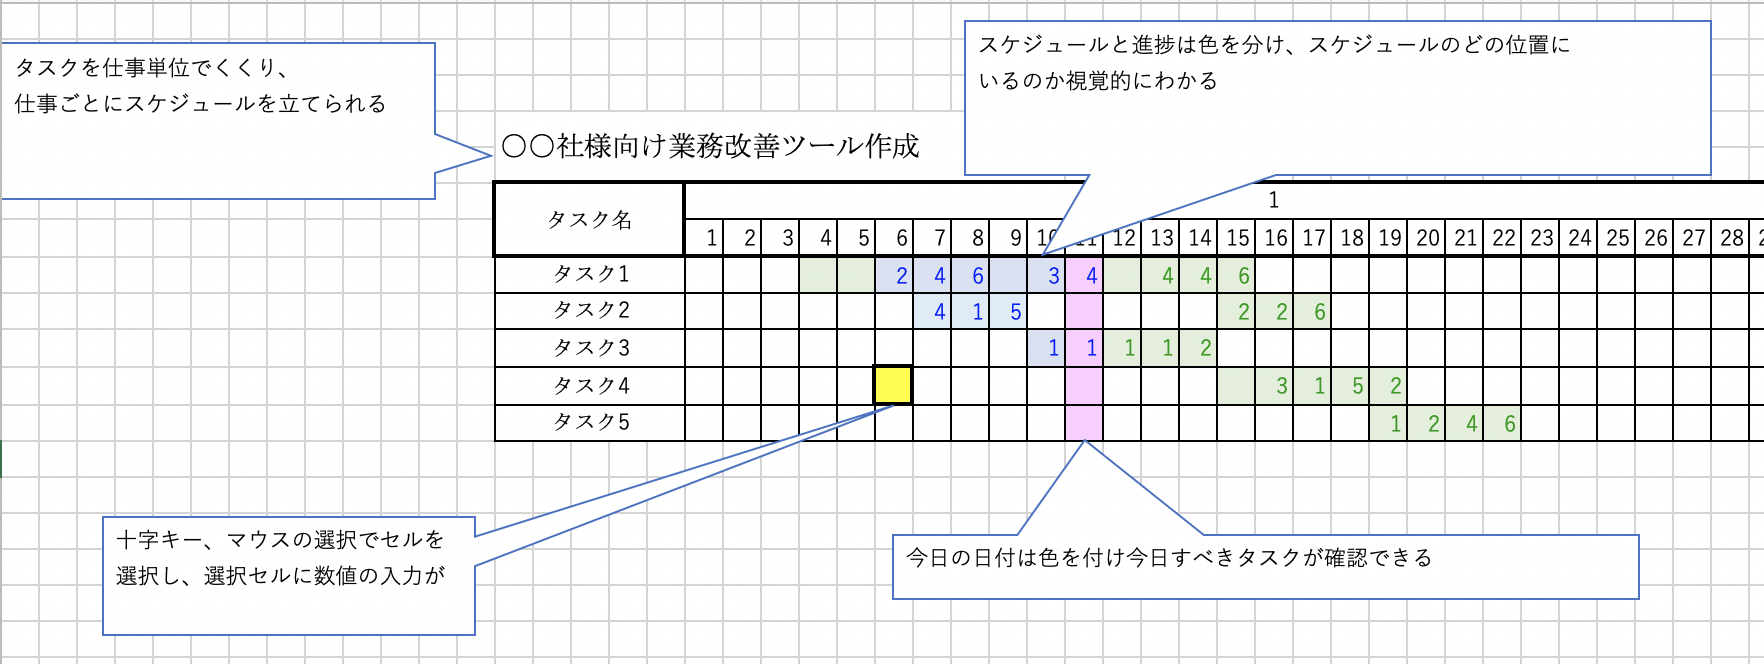 タスクを仕事単位でくくり、
仕事ごとにスケジュールを立てられる
スケジュールと進捗は色を分け、スケジュールのどの位置に
いるのか視覚的にわかる
〇〇社様向け業務改善ツール作成
タスク名
1
1 2 3 4 5 6 7 8 9 10 11 12 13 14 15 16 17 18 19 20 21 22 23 24 25 26 27 28
タスク1 2 4 6 3 4 4 4 6
タスク2 4 1 5 2 2 6
タスク3 1 1 1 1 2
タスク4 3 1 5 2
タスク5 1 2 4 6
十字キー、マウスの選択でセルを
選択し、選択セルに数値の入力が
今日の日付は色を付け今日すべきタスクが確認できる